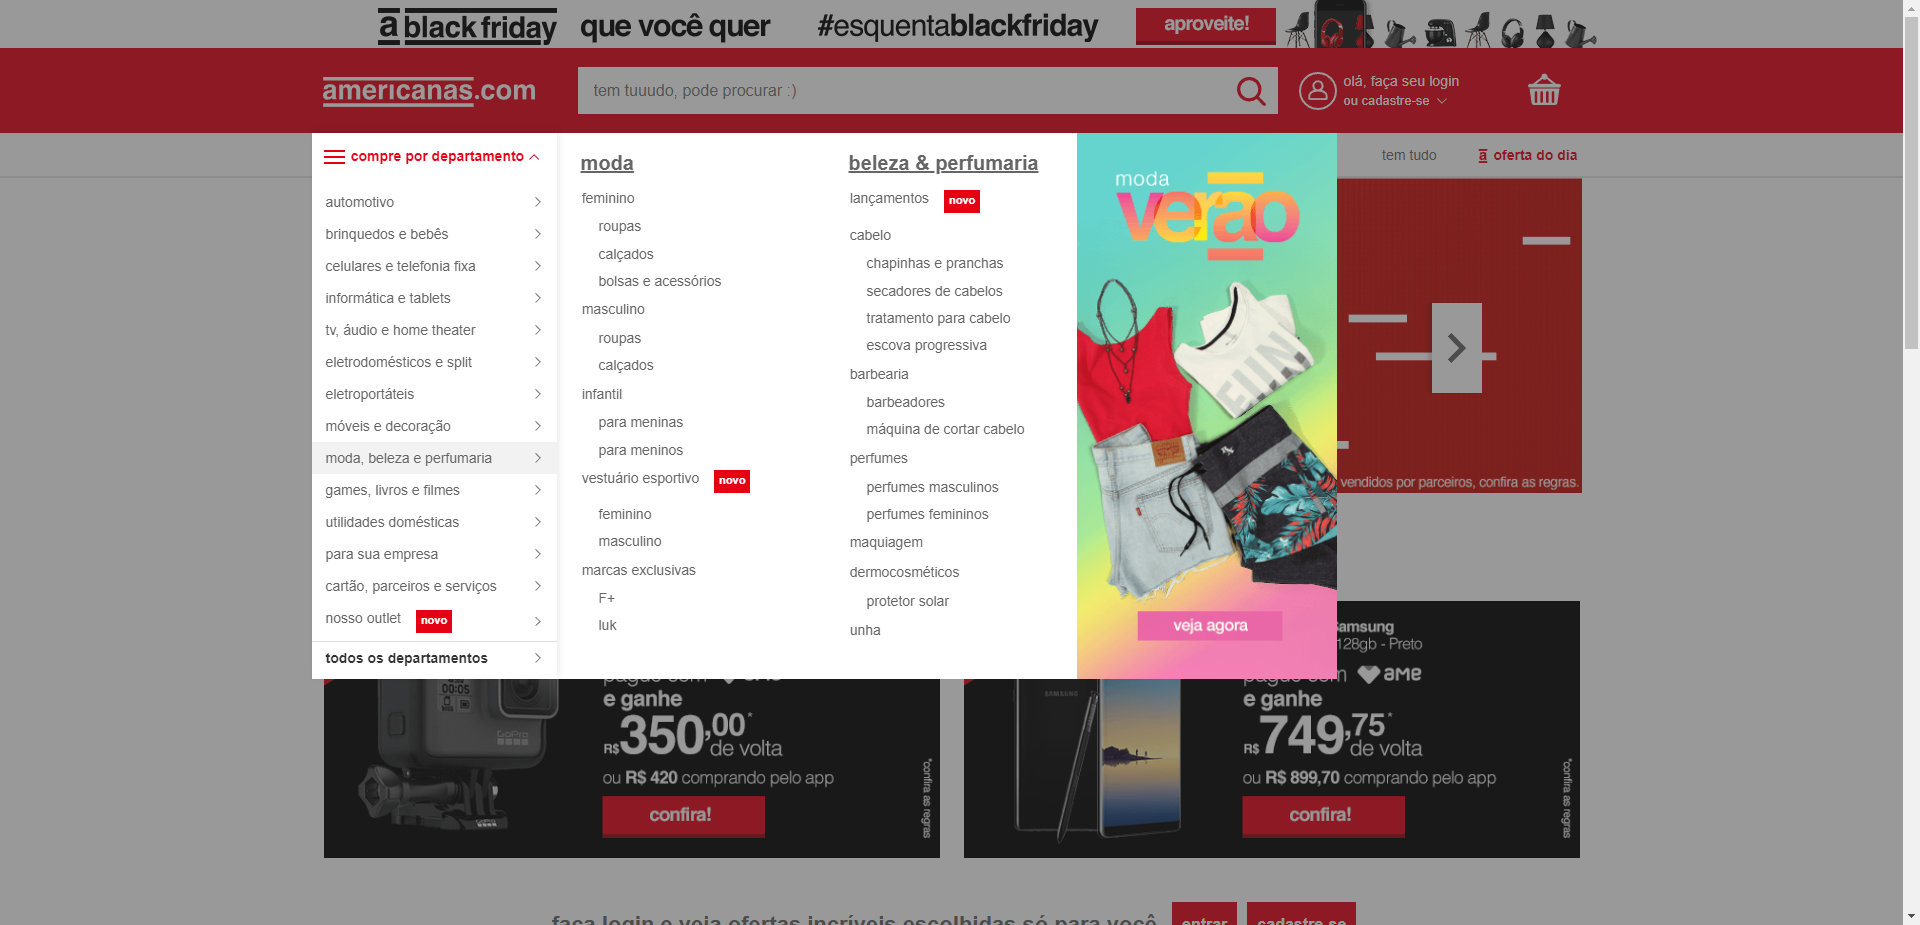 a black friday que você quer #esquentablackfriday aproveite!
americanas.com
tem tuuudo, pode procurar :)
olá, faça seu login
ou cadastre-se
compre por departamento
tem tudo
a oferta do dia
automotivo
brinquedos e bebês
celulares e telefonia fixa
informática e tablets
tv, áudio e home theater
eletrodomésticos e split
eletroportáteis
móveis e decoração
moda, beleza e perfumaria
games, livros e filmes
utilidades domésticas
para sua empresa
cartão, parceiros e serviços
nosso outlet novo
todos os departamentos
moda
feminino
roupas
calçados
bolsas e acessórios
masculino
roupas
calçados
infantil
para meninas
para meninos
vestuário esportivo novo
feminino
masculino
marcas exclusivas
F+
luk
beleza & perfumaria
lançamentos novo
cabelo
chapinhas e pranchas
secadores de cabelos
tratamento para cabelo
escova progressiva
barbearia
barbeadores
máquina de cortar cabelo
perfumes
perfumes masculinos
perfumes femininos
maquiagem
dermocosméticos
protetor solar
unha
moda
verão
veja agora
vendidos por parceiros, confira as regras.
00:05
GoPro
GoPro
pague com ame
e ganhe
R$350,00*
de volta
ou R$ 420 comprando pelo app
confira!
*confira as regras
Samsung
128gb - Preto
SAMSUNG
pague com ame
e ganhe
R$749,75*
de volta
ou R$ 899,70 comprando pelo app
confira!
*confira as regras
faça login e veja ofertas incríveis escolhidas só para você entrar cadastre-se